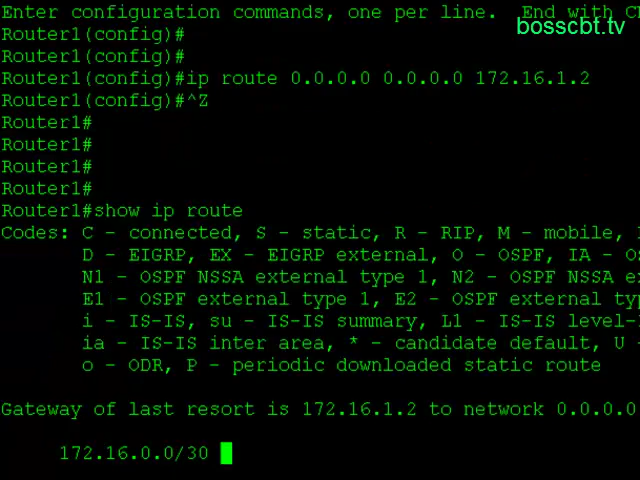 Enter configuration commands, one per line.  End with C
bosscbt.tv
Router1(config)#
Router1(config)#
Router1(config)#ip route 0.0.0.0 0.0.0.0 172.16.1.2
Router1(config)#^Z
Router1#
Router1#
Router1#
Router1#
Router1#show ip route
Codes: C - connected, S - static, R - RIP, M - mobile,
D - EIGRP, EX - EIGRP external, O - OSPF, IA - OS
N1 - OSPF NSSA external type 1, N2 - OSPF NSSA e
E1 - OSPF external type 1, E2 - OSPF external typ
i - IS-IS, su - IS-IS summary, L1 - IS-IS level-
ia - IS-IS inter area, * - candidate default, U -
o - ODR, P - periodic downloaded static route
Gateway of last resort is 172.16.1.2 to network 0.0.0.0
172.16.0.0/30